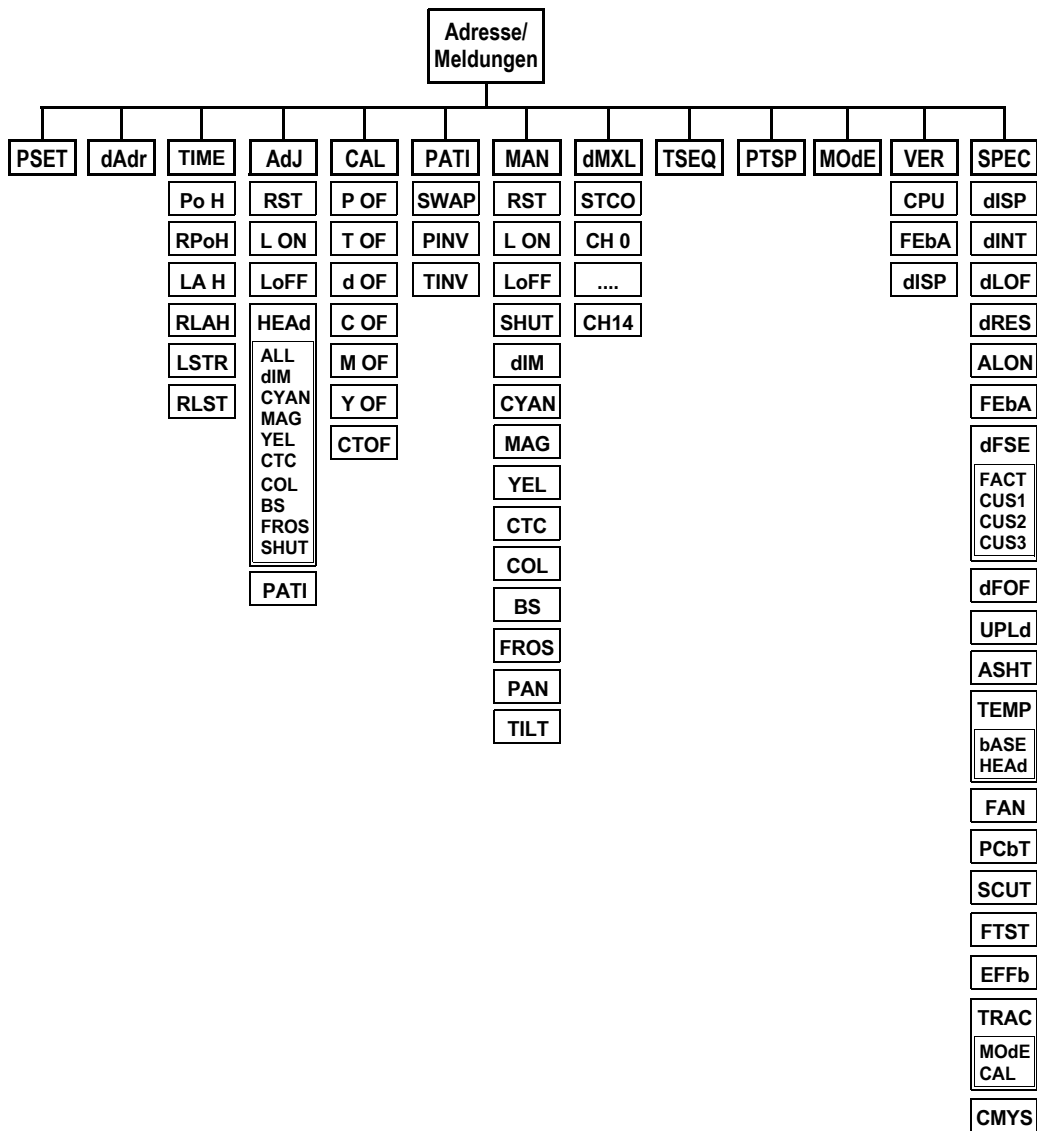 Adresse/
Meldungen
PSET
dAdr
TIME
Po H
RPoH
LA H
RLAH
LSTR
RLST
AdJ
RST
L ON
LoFF
HEAd
ALL
dIM
CYAN
MAG
YEL
CTC
COL
BS
FROS
SHUT
PATI
CAL
P OF
T OF
d OF
C OF
M OF
Y OF
CTOF
PATI
SWAP
PINV
TINV
MAN
RST
L ON
LoFF
SHUT
dIM
CYAN
MAG
YEL
CTC
COL
BS
FROS
PAN
TILT
dMXL
STCO
CH 0
....
CH14
TSEQ
PTSP
MOdE
VER
CPU
FEbA
dISP
SPEC
dISP
dINT
dLOF
dRES
ALON
FEbA
dFSE
FACT
CUS1
CUS2
CUS3
dFOF
UPLd
ASHT
TEMP
bASE
HEAd
FAN
PCbT
SCUT
FTST
EFFb
TRAC
MOdE
CAL
CMYS